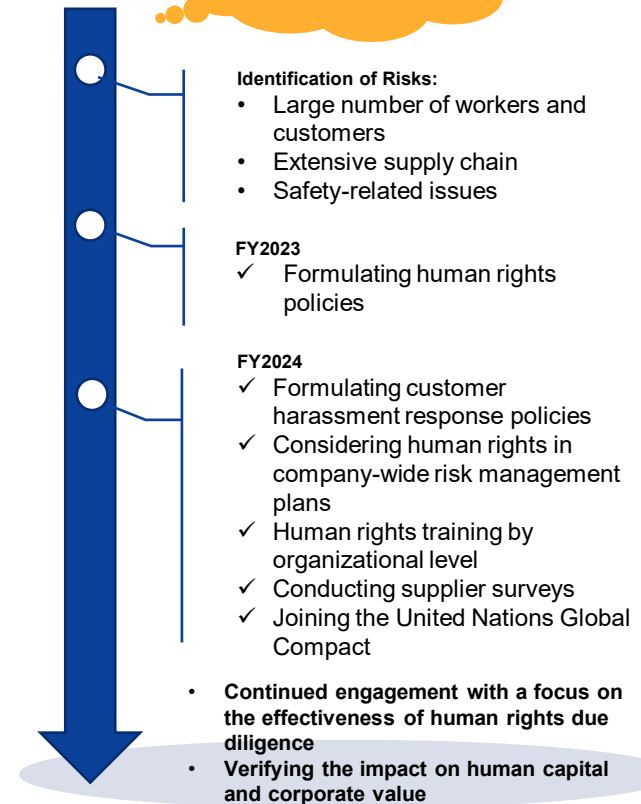 Identification of Risks:
• Large number of workers and
customers
• Extensive supply chain
• Safety-related issues
FY2023
✓ Formulating human rights
policies
FY2024
✓ Formulating customer
harassment response policies
✓ Considering human rights in
company-wide risk management
plans
✓ Human rights training by
organizational level
✓ Conducting supplier surveys
✓ Joining the United Nations Global
Compact
• Continued engagement with a focus on
the effectiveness of human rights due
diligence
• Verifying the impact on human capital
and corporate value